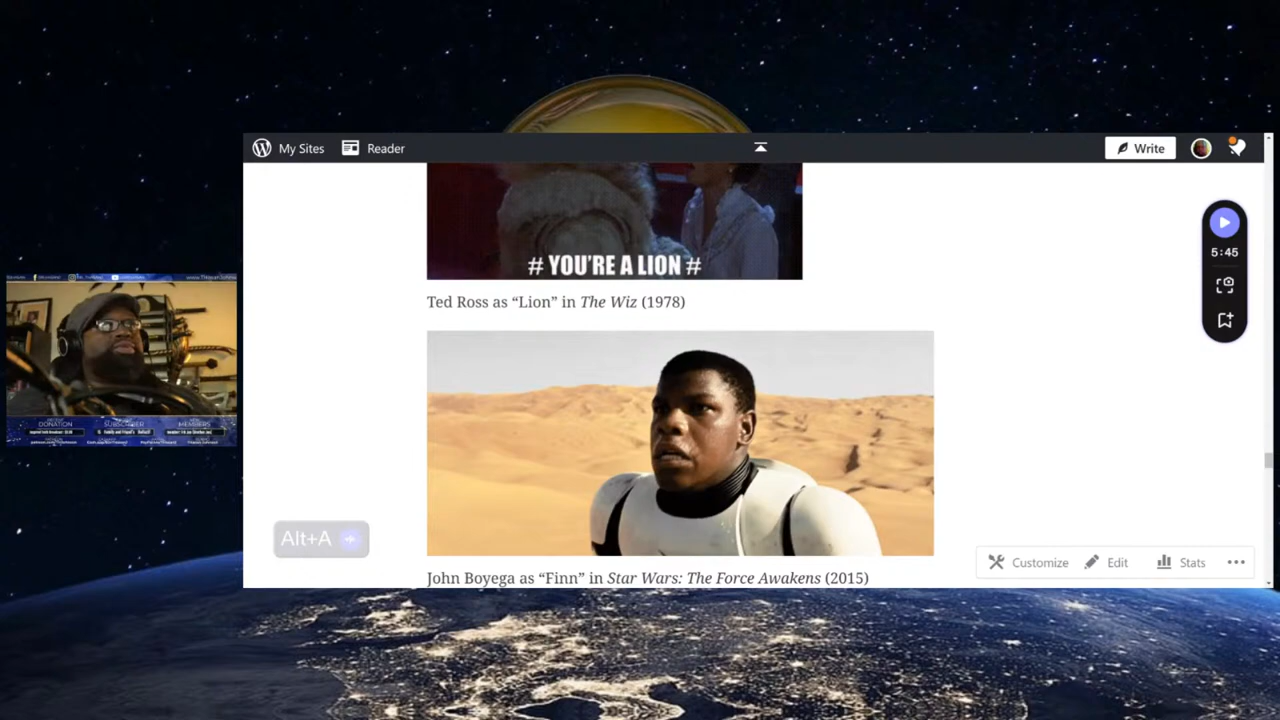 My Sites
Reader
Write
# YOU'RE A LION #
Ted Ross as “Lion” in The Wiz (1978)
5:45
DONATION
SUBSCRIBER
MEMBERS
Alt+A
Customize
Edit
Stats
John Boyega as “Finn” in Star Wars: The Force Awakens (2015)